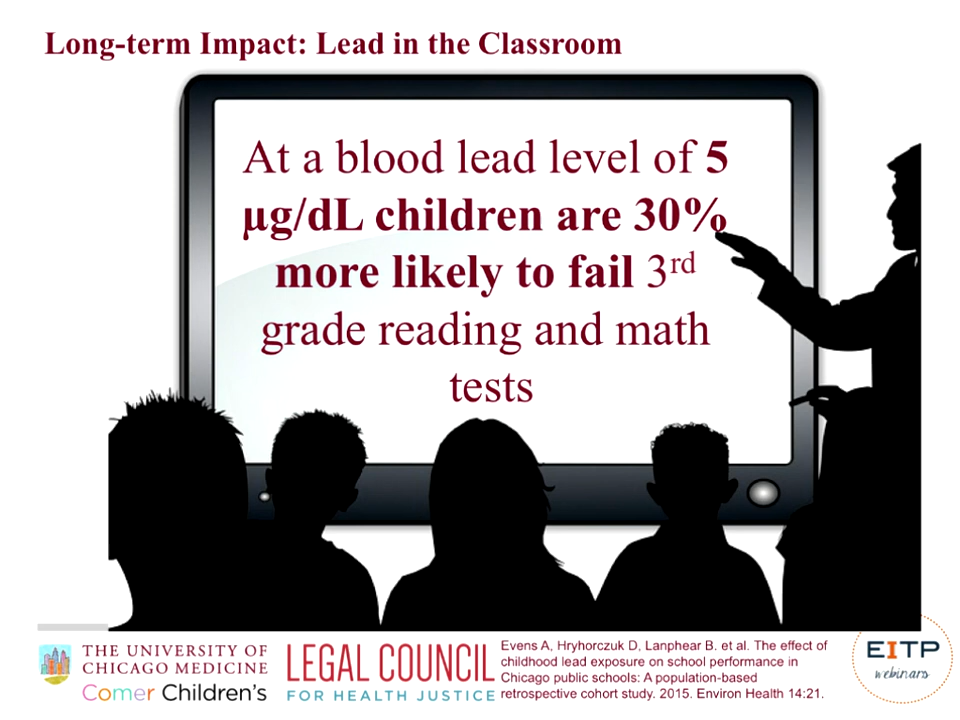 Long-term Impact: Lead in the Classroom
At a blood lead level of 5
µg/dL children are 30%
more likely to fail 3rd
grade reading and math
tests
THE UNIVERSITY OF
CHICAGO MEDICINE
Comer Children's
LEGAL COUNCIL
FOR HEALTH JUSTICE
Evens A, Hryhorczuk D, Lanphear B. et al. The effect of
childhood lead exposure on school performance in
Chicago public schools: A population-based
retrospective cohort study. 2015. Environ Health 14:21.
EITP
webinars